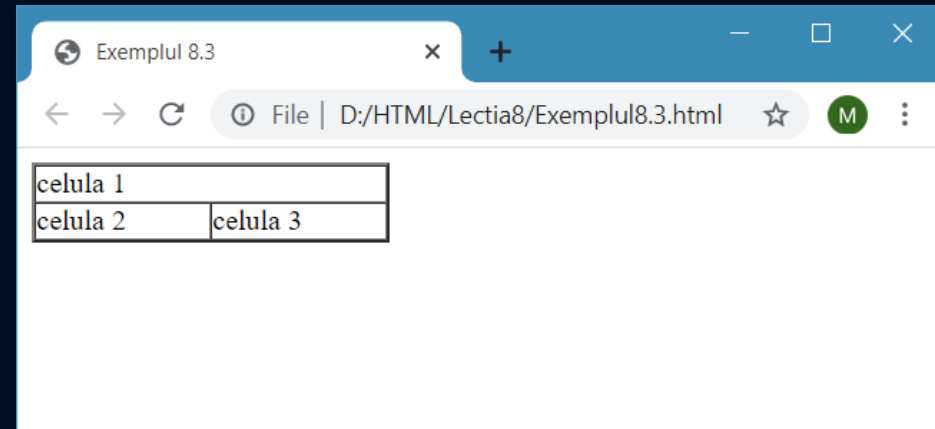 Exemplul 8.3
File | D:/HTML/Lectia8/Exemplul8.3.html
M
celula 1
celula 2 celula 3